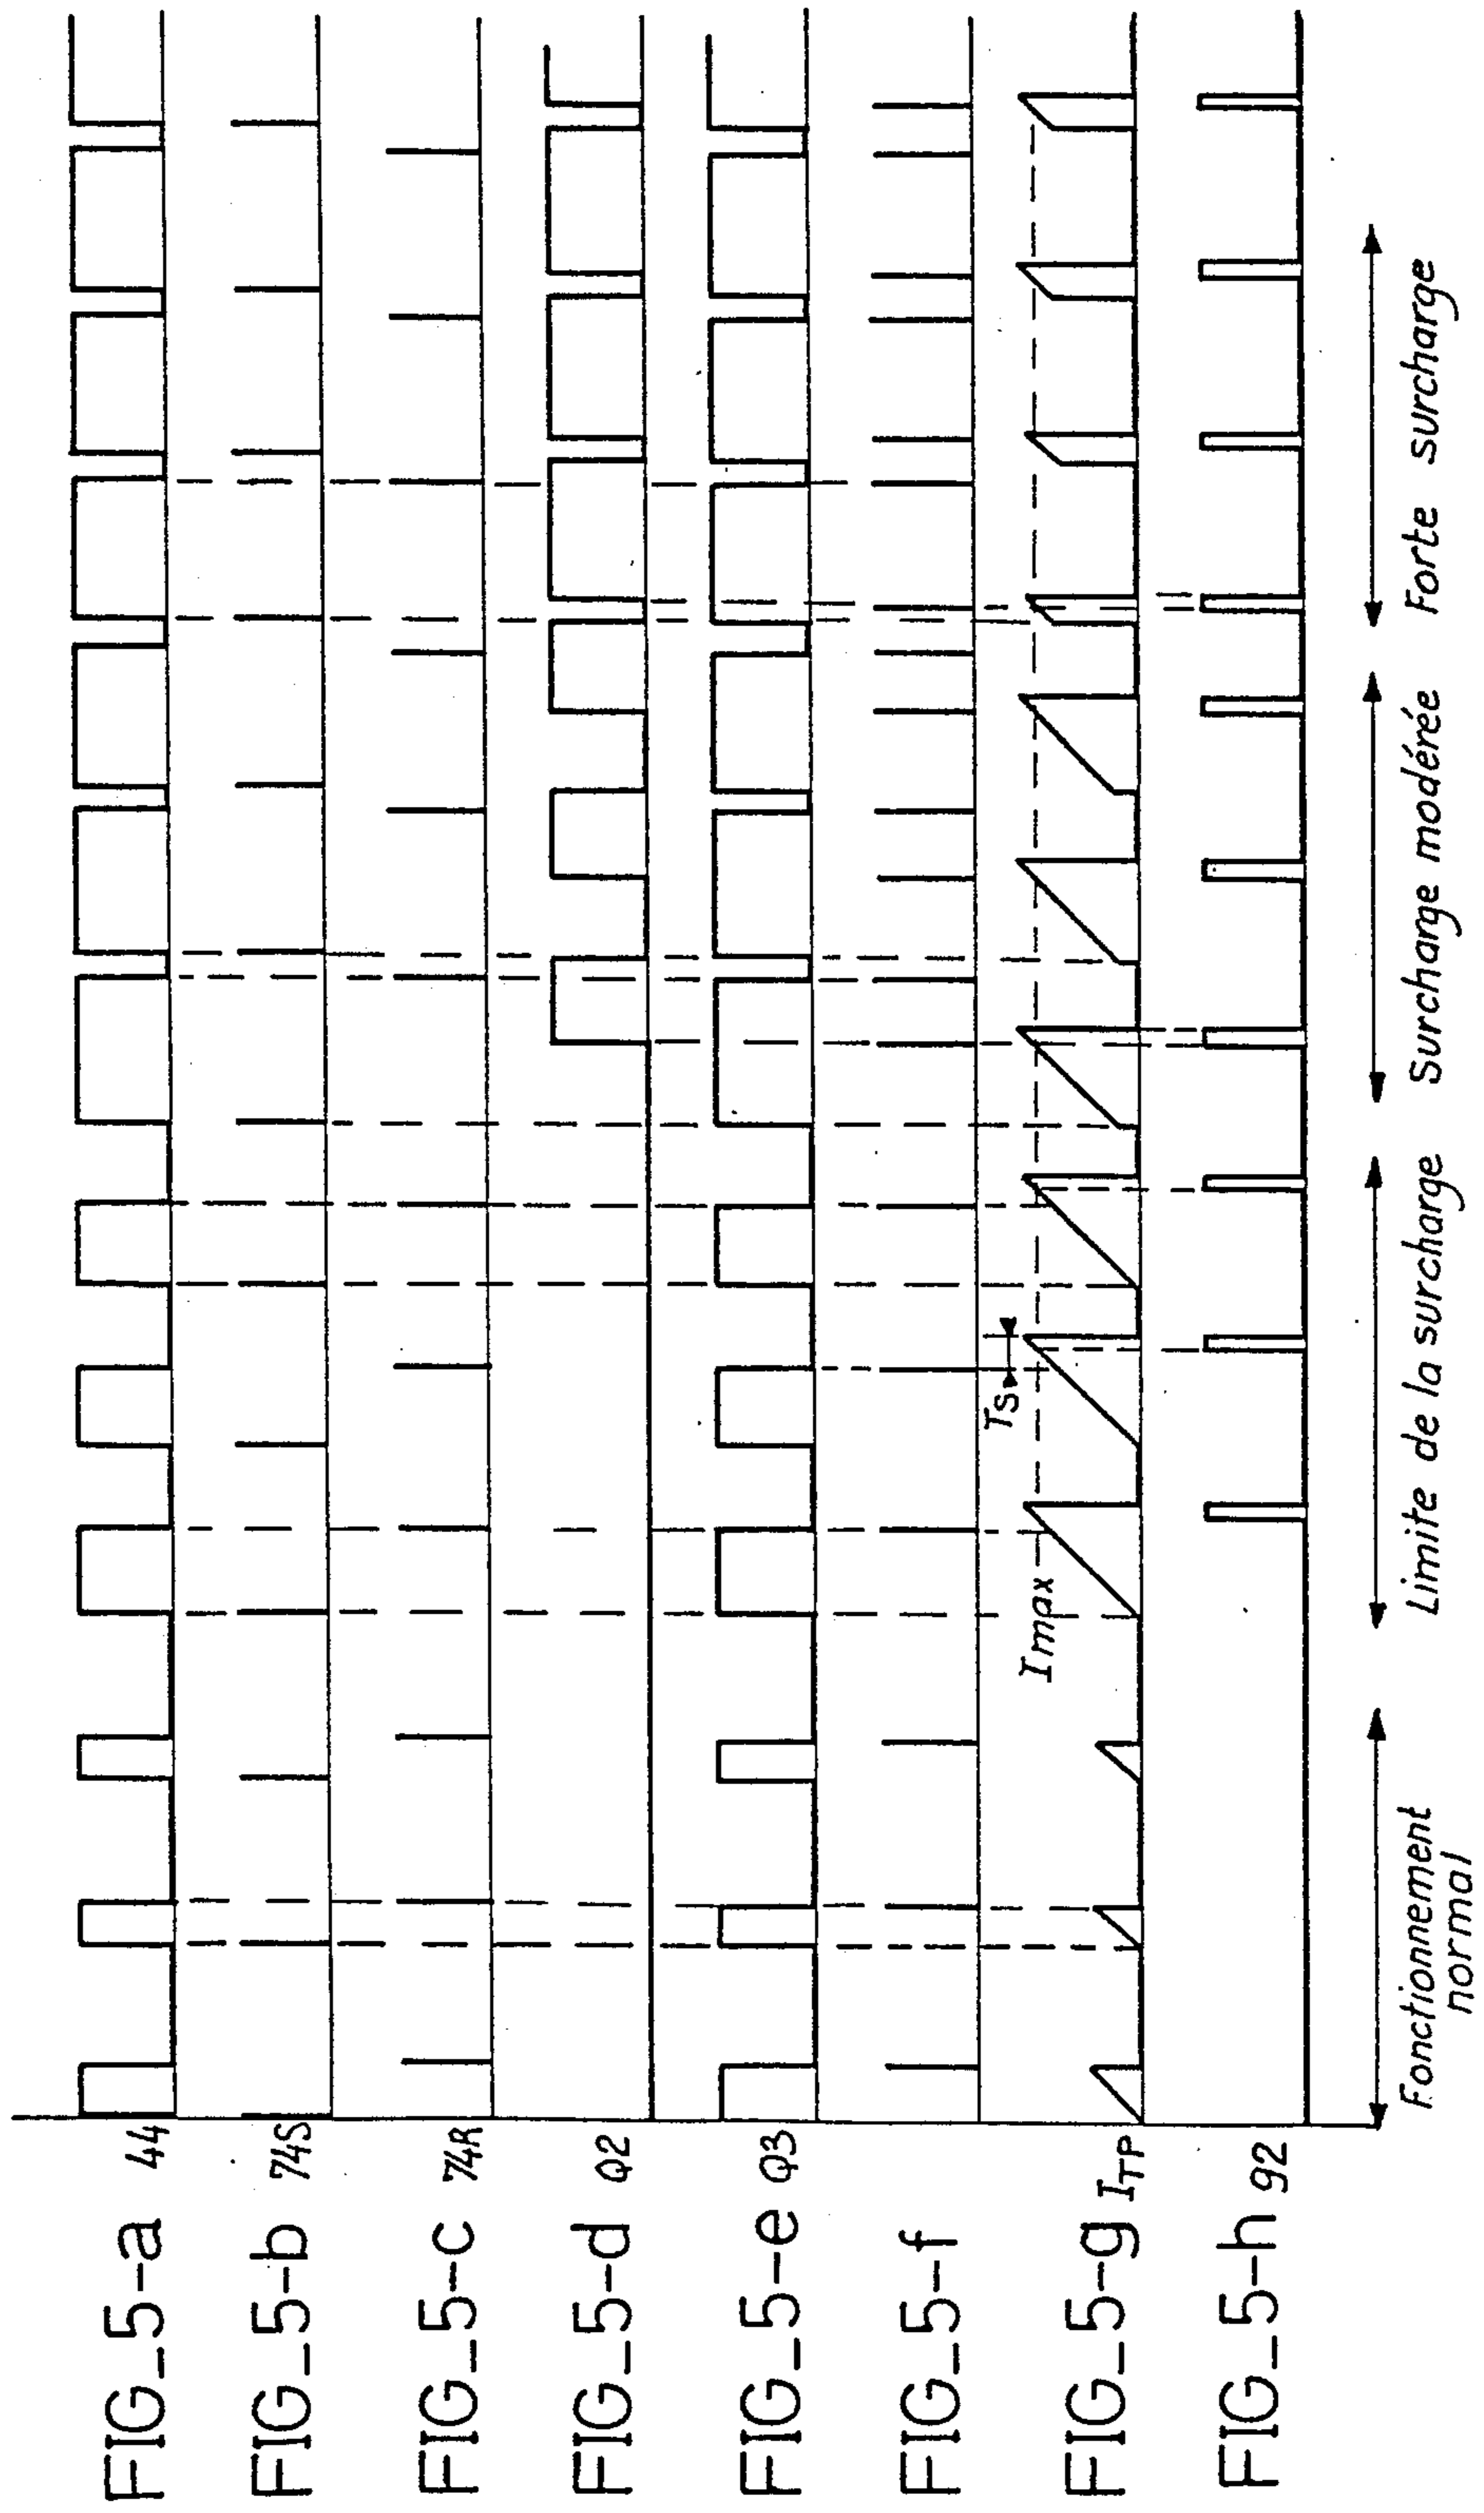 FIG_5-a 44
FIG_5-b 74S
FIG_5-c 74R
FIG_5-d Q2
FIG_5-e Q3
FIG_5-f
FIG_5-g ITP
Imax
TS
FIG_5-h g2
Fonctionnement
normal
Limite de la surcharge
Surcharge modérée
Forte surcharge